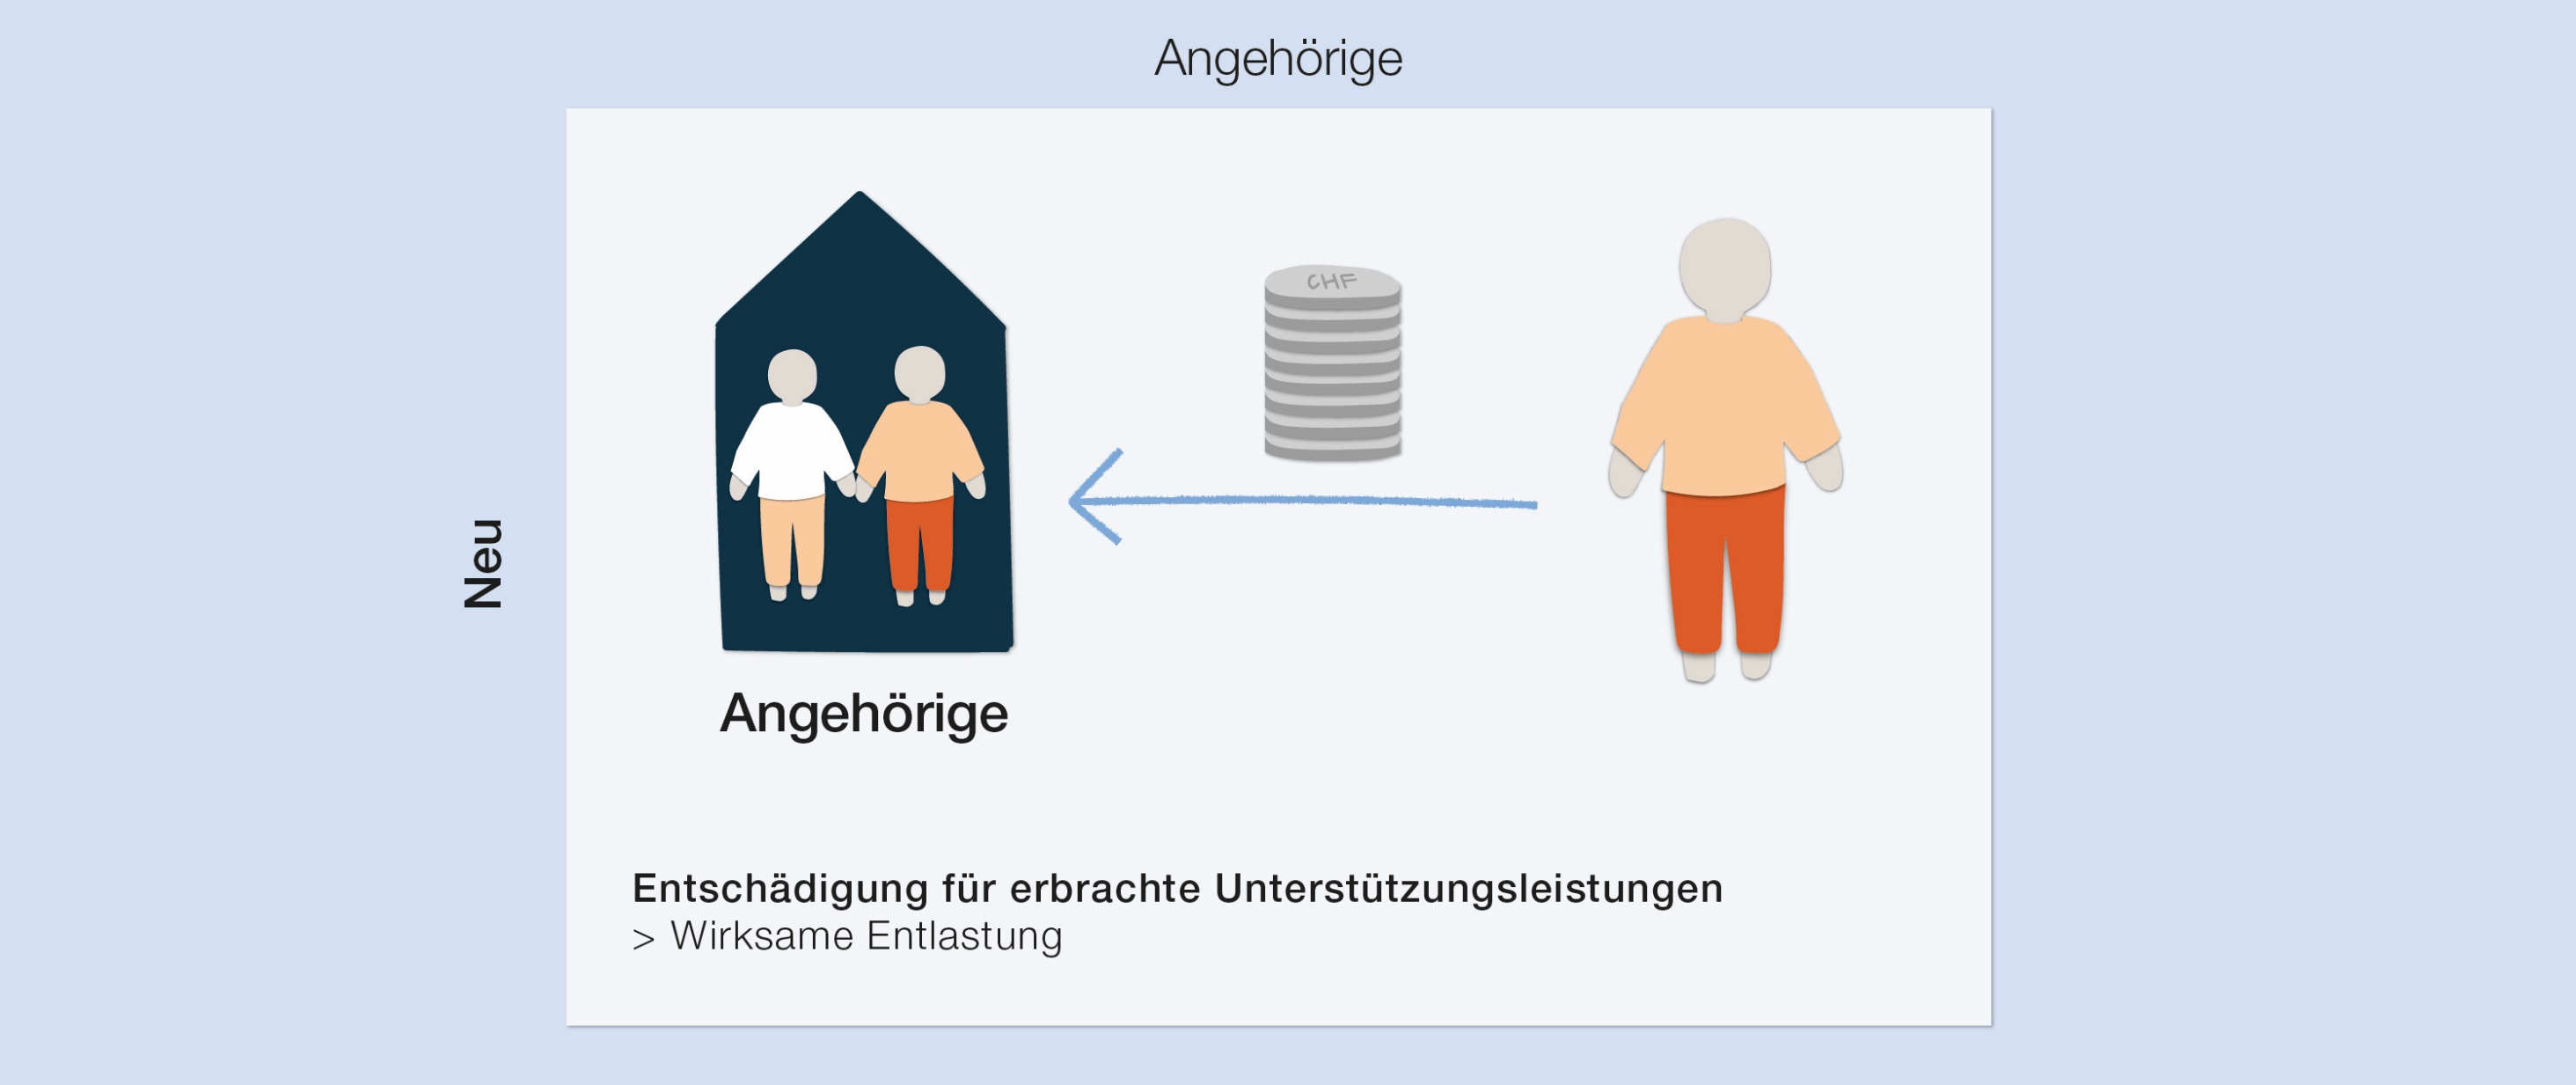 Angehörige
Neu
CHF
Angehörige
Entschädigung für erbrachte Unterstützungsleistungen
> Wirksame Entlastung